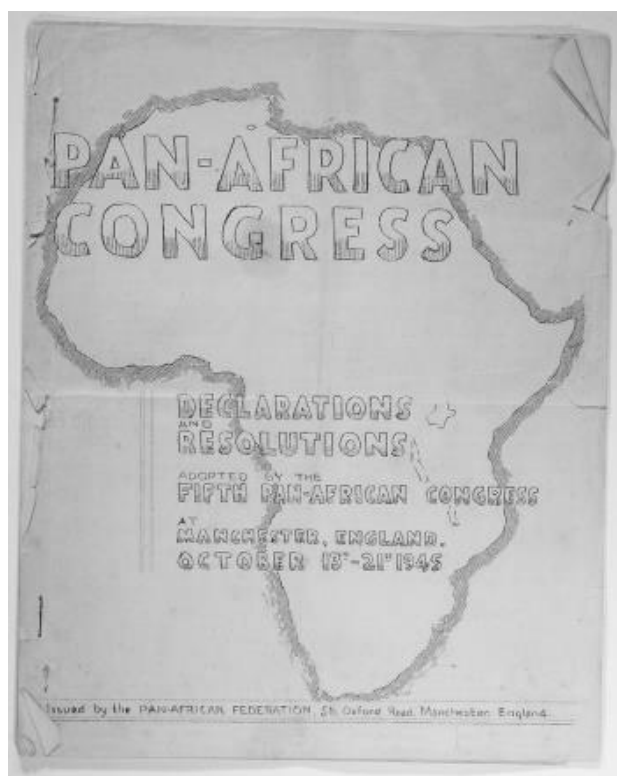 PAN-AFRICAN
CONGRESS
DECLARATIONS
AND
RESOLUTIONS
ADOPTED BY THE
FIFTH PAN-AFRICAN CONGRESS
AT
MANCHESTER, ENGLAND.
OCTOBER 13TH-21ST 1945
Issued by the PAN-AFRICAN FEDERATION, Oxford Road, Manchester England.